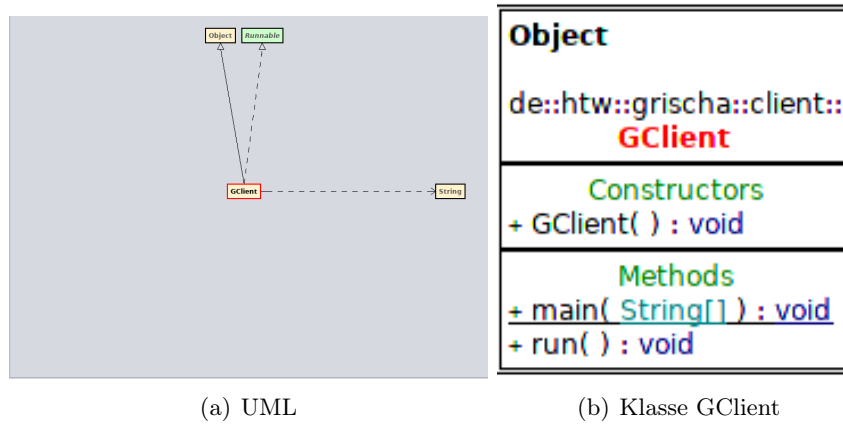 Object
Runnable
GClient
String
(a) UML
Object
de::htw::grischa::client::
GClient
Constructors
+ GClient( ) : void
Methods
+ main( String[] ) : void
+ run( ) : void
(b) Klasse GClient